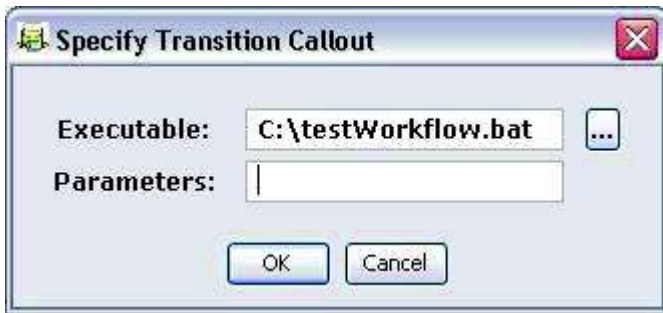 Specify Transition Callout
Executable: C:\testWorkflow.bat ...
Parameters:
OK Cancel